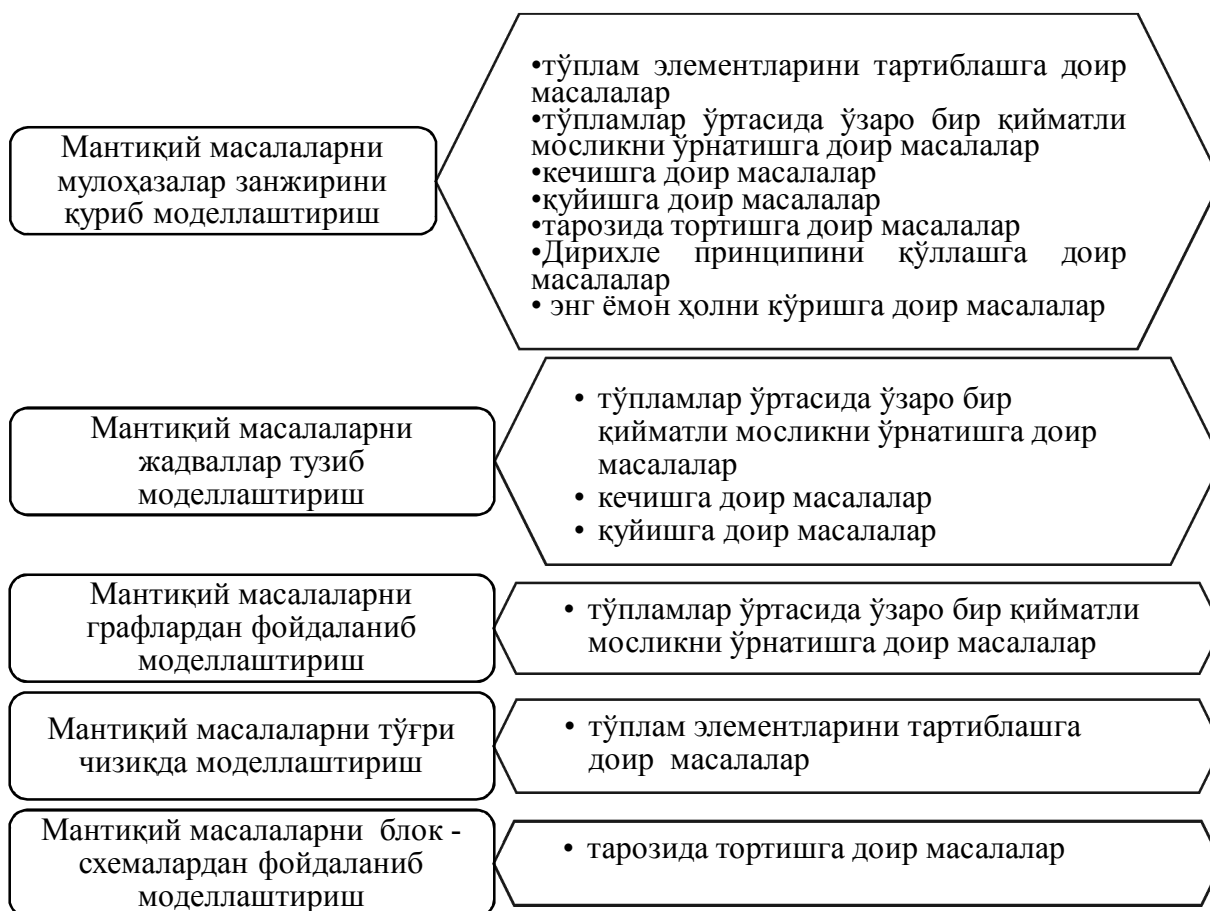 Мантиқий масалаларни
мулоҳазалар занжирини
қуриб моделлаштириш
•тўплам элементларини тартиблашга доир
масалалар
•тўпламлар ўртасида ўзаро бир қийматли
мосликни ўрнатишга доир масалалар
•кечишга доир масалалар
•қуйишга доир масалалар
•тарозида тортишга доир масалалар
•Дирихле принципини қўллашга доир
масалалар
• энг ёмон ҳолни кўришга доир масалалар
Мантиқий масалаларни
жадваллар тузиб
моделлаштириш
• тўпламлар ўртасида ўзаро бир
қийматли мосликни ўрнатишга доир
масалалар
• кечишга доир масалалар
• қуйишга доир масалалар
Мантиқий масалаларни
графлардан фойдаланиб
моделлаштириш
• тўпламлар ўртасида ўзаро бир қийматли
мосликни ўрнатишга доир масалалар
Мантиқий масалаларни тўғри
чизиқда моделлаштириш
• тўплам элементларини тартиблашга
доир масалалар
Мантиқий масалаларни блок -
схемалардан фойдаланиб
моделлаштириш
• тарозида тортишга доир масалалар